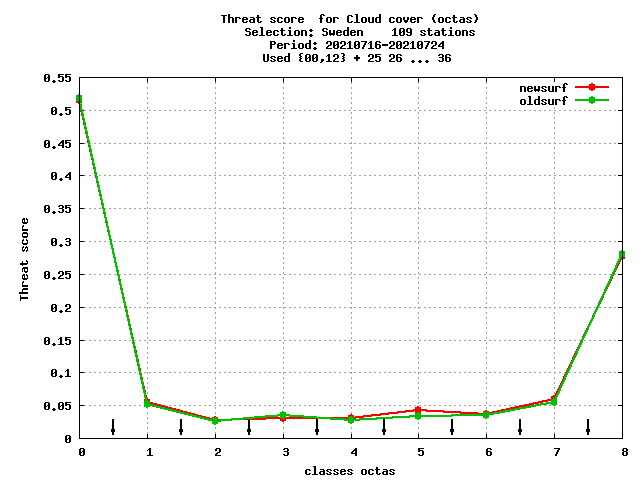 Threat score  for Cloud cover (octas)
Selection: Sweden    109 stations
Period: 20210716-20210724
Used {00,12} + 25 26 ... 36
newsurf
oldsurf
0.55
0.5
0.45
0.4
0.35
0.3
0.25
0.2
0.15
0.1
0.05
0
Threat score
0 1 2 3 4 5 6 7 8
classes octas